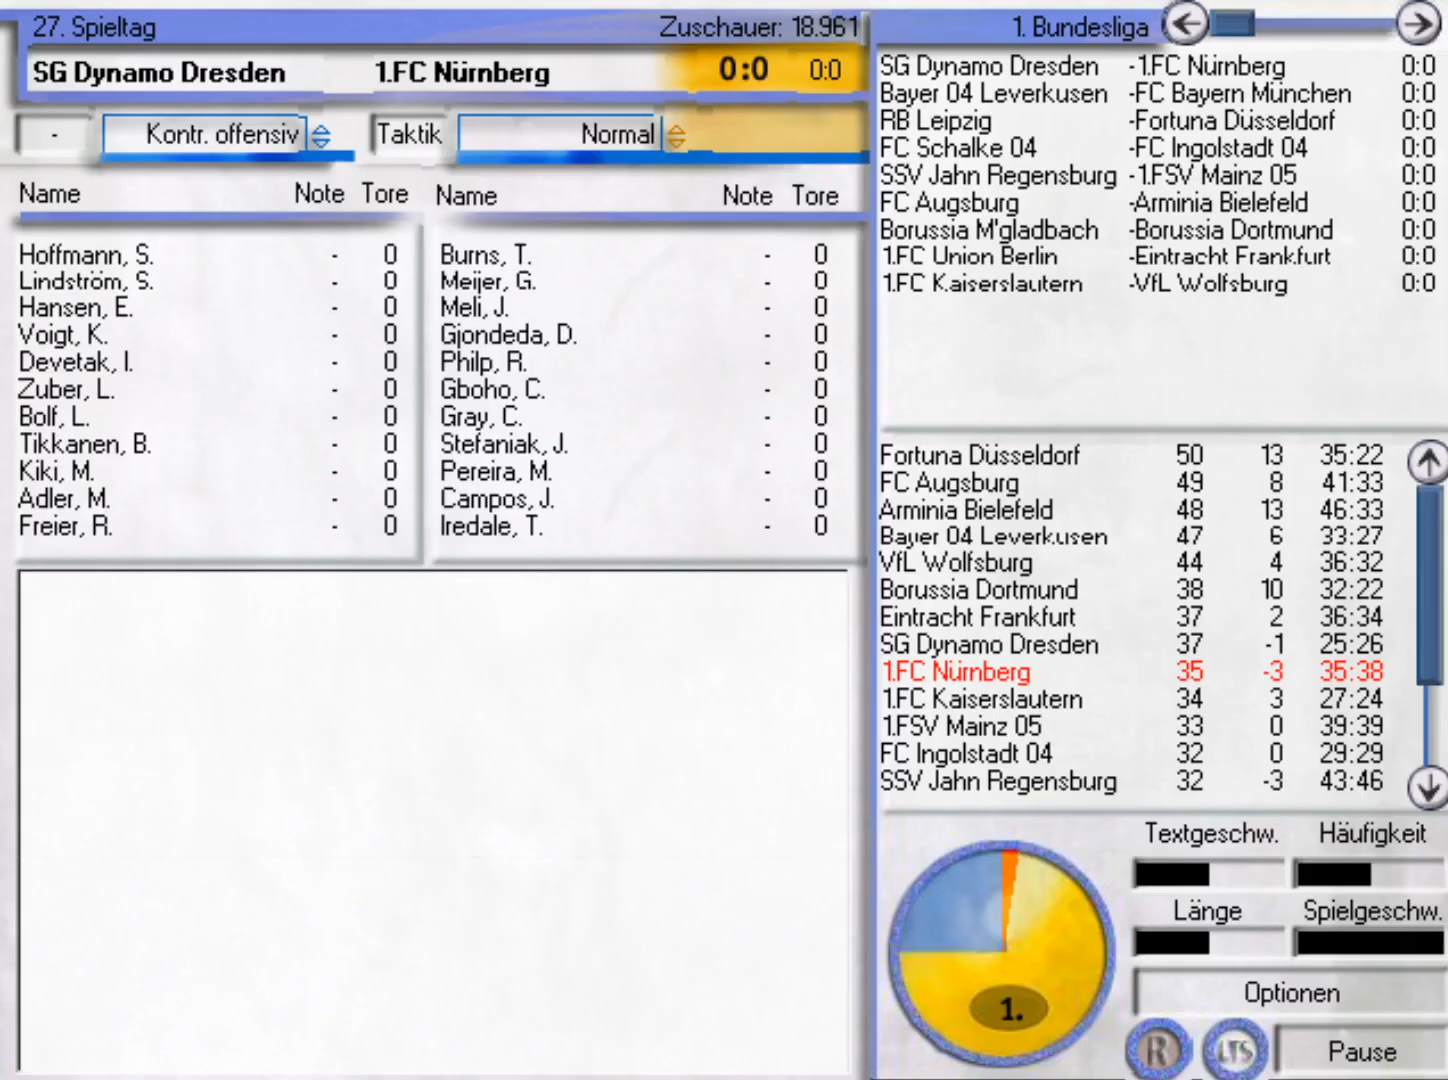 27. Spieltag Zuschauer: 18.961
SG Dynamo Dresden 1.FC Nürnberg 0:0 0:0
- Kontr. offensiv Taktik Normal
Name Note Tore Name Note Tore
Hoffmann, S. - 0 Burns, T. - 0
Lindström, S. - 0 Meijer, G. - 0
Hansen, E. - 0 Meli, J. - 0
Voigt, K. - 0 Gjondeda, D. - 0
Devetak, I. - 0 Philp, R. - 0
Zuber, L. - 0 Gboho, C. - 0
Bolf, L. - 0 Gray, C. - 0
Tikkanen, B. - 0 Stefaniak, J. - 0
Kiki, M. - 0 Pereira, M. - 0
Adler, M. - 0 Campos, J. - 0
Freier, R. - 0 Iredale, T. - 0
1. Bundesliga
SG Dynamo Dresden -1.FC Nürnberg 0:0
Bayer 04 Leverkusen -FC Bayern München 0:0
RB Leipzig -Fortuna Düsseldorf 0:0
FC Schalke 04 -FC Ingolstadt 04 0:0
SSV Jahn Regensburg -1.FSV Mainz 05 0:0
FC Augsburg -Arminia Bielefeld 0:0
Borussia M'gladbach -Borussia Dortmund 0:0
1.FC Union Berlin -Eintracht Frankfurt 0:0
1.FC Kaiserslautern -VfL Wolfsburg 0:0
Fortuna Düsseldorf 50 13 35:22
FC Augsburg 49 8 41:33
Arminia Bielefeld 48 13 46:33
Bayer 04 Leverkusen 47 6 33:27
VfL Wolfsburg 44 4 36:32
Borussia Dortmund 38 10 32:22
Eintracht Frankfurt 37 2 36:34
SG Dynamo Dresden 37 -1 25:26
1.FC Nürnberg 35 -3 35:38
1.FC Kaiserslautern 34 3 27:24
1.FSV Mainz 05 33 0 39:39
FC Ingolstadt 04 32 0 29:29
SSV Jahn Regensburg 32 -3 43:46
Textgeschw. Häufigkeit
Länge Spielgeschw.
1.
Optionen
R LTS Pause